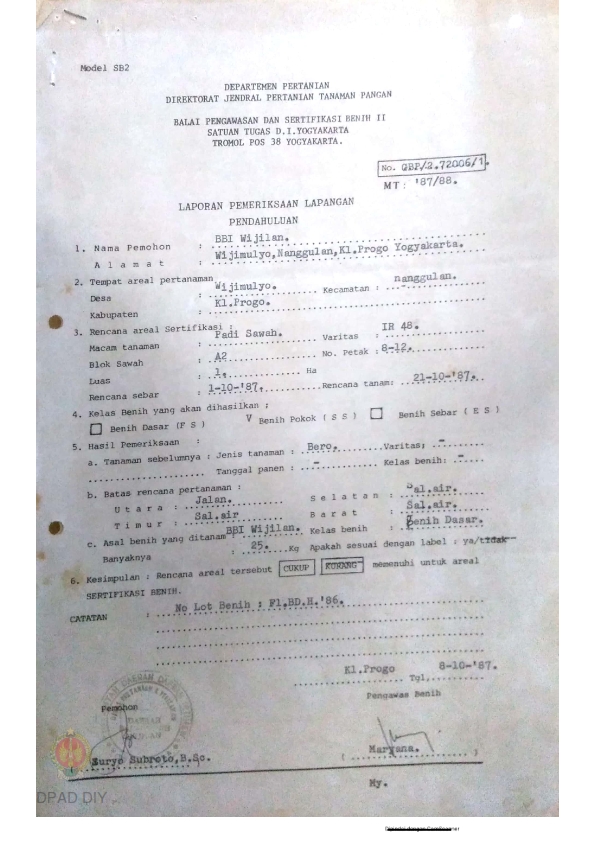 Model SB2
DEPARTEMEN PERTANIAN
DIREKTORAT JENDRAL PERTANIAN TANAMAN PANGAN
BALAI PENGAWASAN DAN SERTIFIKASI BENIH II
SATUAN TUGAS D.I.YOGYAKARTA
TROMOL POS 38 YOGYAKARTA.
No. GBP/2.72006/1.
MT : '87/88.
LAPORAN PEMERIKSAAN LAPANGAN
PENDAHULUAN
1. Nama Pemohon : BBI Wijilan.
Alamat : Wijimulyo,Nanggulan,Kl.Progo Yogyakarta.
2. Tempat areal pertanaman
Desa : Wijimulyo. Kecamatan : nanggulan.
Kabupaten : Kl.Progo.
3. Rencana areal Sertifikasi :
Macam tanaman : Padi Sawah. Varitas : IR 48.
Blok Sawah : A2 No. Petak : 8-12.
Luas : 1. Ha
Rencana sebar : 1-10-'87. Rencana tanam: 21-10-'87.
4. Kelas Benih yang akan dihasilkan ;
Benih Dasar (F S) V Benih Pokok ( S S ) Benih Sebar ( E S )
5. Hasil Pemeriksaan :
a. Tanaman sebelumnya : Jenis tanaman : Bero. Varitas; -
Tanggal panen : - Kelas benih: -
b. Batas rencana pertanaman :
Utara : Jalan. Selatan : Sal.air.
Timur : Sal.air Barat : Sal.air.
c. Asal benih yang ditanam : BBI Wijilan. Kelas benih : Benih Dasar.
Banyaknya : 25. Kg Apakah sesuai dengan label : ya/tidak
6. Kesimpulan : Rencana areal tersebut CUKUP KURANG memenuhi untuk areal
SERTIFIKASI BENIH.
CATATAN : No Lot Benih : Fl.BD.H.'86.
Kl.Progo 8-10-'87.
Tgl,
Pengawas Benih
Pemohon
Suryo Subroto,B.Sc. ( Maryana. )
My.
DPAD DIY